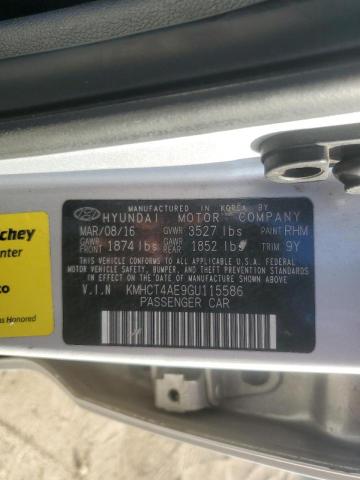 MANUFACTURED IN KOREA BY
HYUNDAI MOTOR COMPANY
MAR/08/16 GVWR 3527 lbs PAINT RHM
GAWR FRONT 1874 lbs GAWR REAR 1852 lbs TRIM 9Y
THIS VEHICLE CONFORMS TO ALL APPLICABLE U.S. FEDERAL MOTOR VEHICLE
SAFETY, BUMPER, AND THEFT PREVENTION STANDARDS IN EFFECT
ON THE DATE OF MANUFACTURE SHOWN ABOVE.
V.I.N KMHCT4AE9GU115586
PASSENGER CAR
chey
enter
to
s Honored